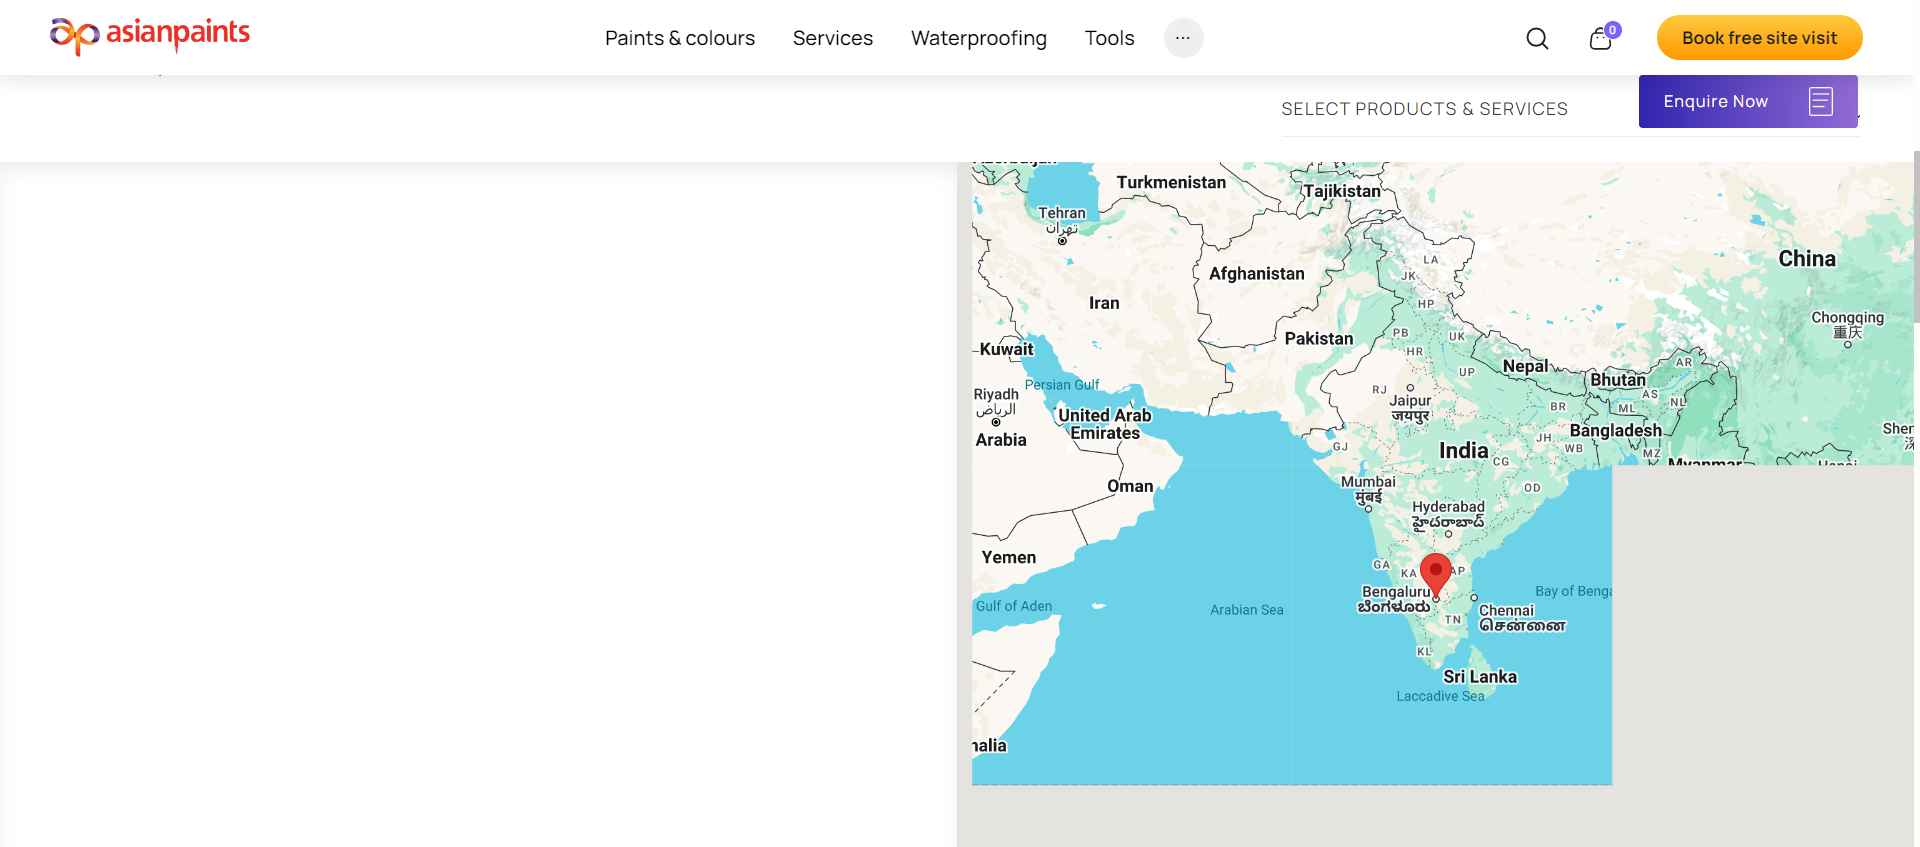 asianpaints
Paints & colours
Services
Waterproofing
Tools
...
0
Book free site visit
SELECT PRODUCTS & SERVICES
Enquire Now
Turkmenistan
Tajikistan
Tehran
تهران
China
LA
Afghanistan
JK
Iran
HP
Chongqing
重庆
PB
UK
Pakistan
Kuwait
HR
Nepal
AR
UP
Bhutan
Persian Gulf
RJ
Riyadh
الرياض
AS
Jaipur
जयपुर
NL
BR
ML
United Arab
Emirates
Bangladesh
Arabia
JH
GJ
WB
India
MZ
CG
Myanmar
Mumbai
मुंबई
Oman
OD
Hyderabad
హైదరాబాద్
Yemen
GA
KA
AP
Bengaluru
ಬೆಂಗಳೂರು
Gulf of Aden
Arabian Sea
Bay of Benga
Chennai
சென்னை
TN
KL
Sri Lanka
Laccadive Sea
alia